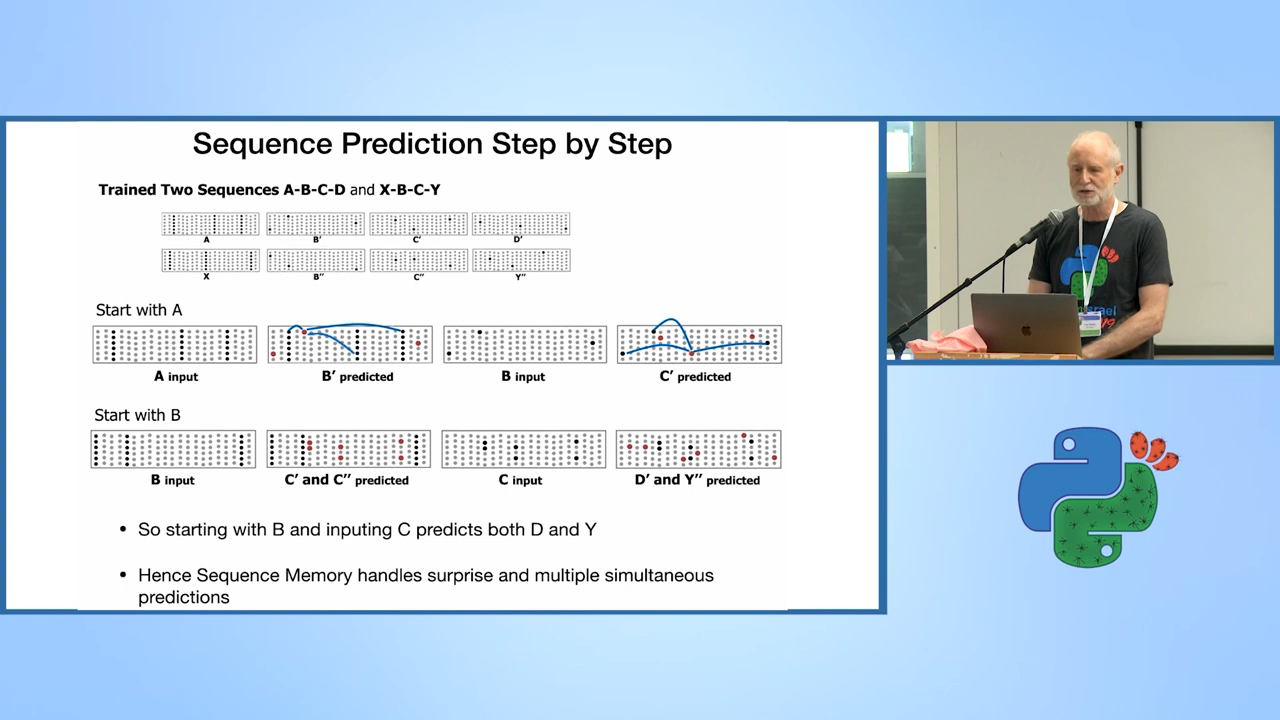 Sequence Prediction Step by Step
Trained Two Sequences A-B-C-D and X-B-C-Y
A B′ C′ D′
X B″ C″ Y″
Start with A
A input B′ predicted B input C′ predicted
Start with B
B input C′ and C″ predicted C input D′ and Y″ predicted
• So starting with B and inputing C predicts both D and Y
• Hence Sequence Memory handles surprise and multiple simultaneous
predictions